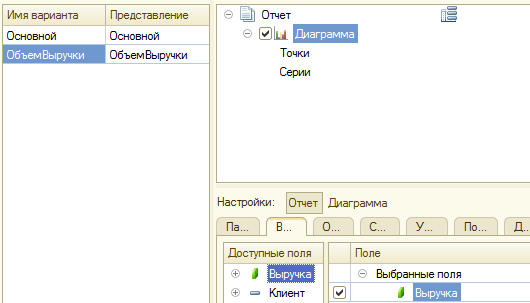 Имя варианта Представление
Основной Основной
ОбъемВыручки ОбъемВыручки
Отчет
Диаграмма
Точки
Серии
Настройки: Отчет Диаграмма
Па... В... О... С... У... По... Д...
Доступные поля Поле
Выручка Выбранные поля
Клиент Выручка